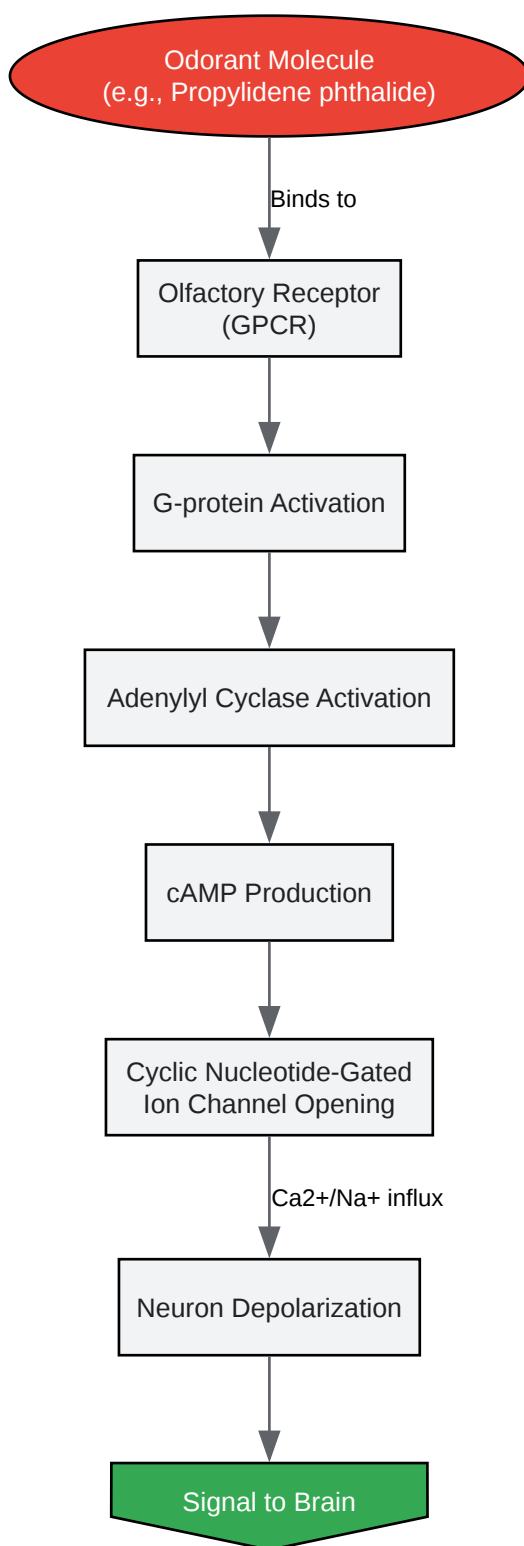 Odorant Molecule
(e.g., Propylidene phthalide)
Binds to
Olfactory Receptor
(GPCR)
G-protein Activation
Adenylyl Cyclase Activation
cAMP Production
Cyclic Nucleotide-Gated
Ion Channel Opening
Ca2+/Na+ influx
Neuron Depolarization
Signal to Brain